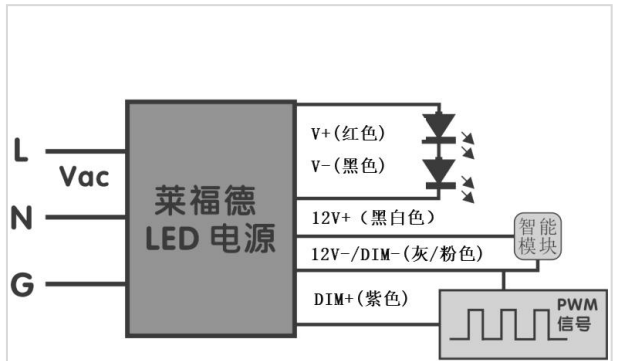 L
Vac
N
G
莱福德
LED 电源
V+(红色)
V-(黑色)
12V+（黑白色）
12V-/DIM-(灰/粉色)
DIM+(紫色)
智能
模块
PWM
信号